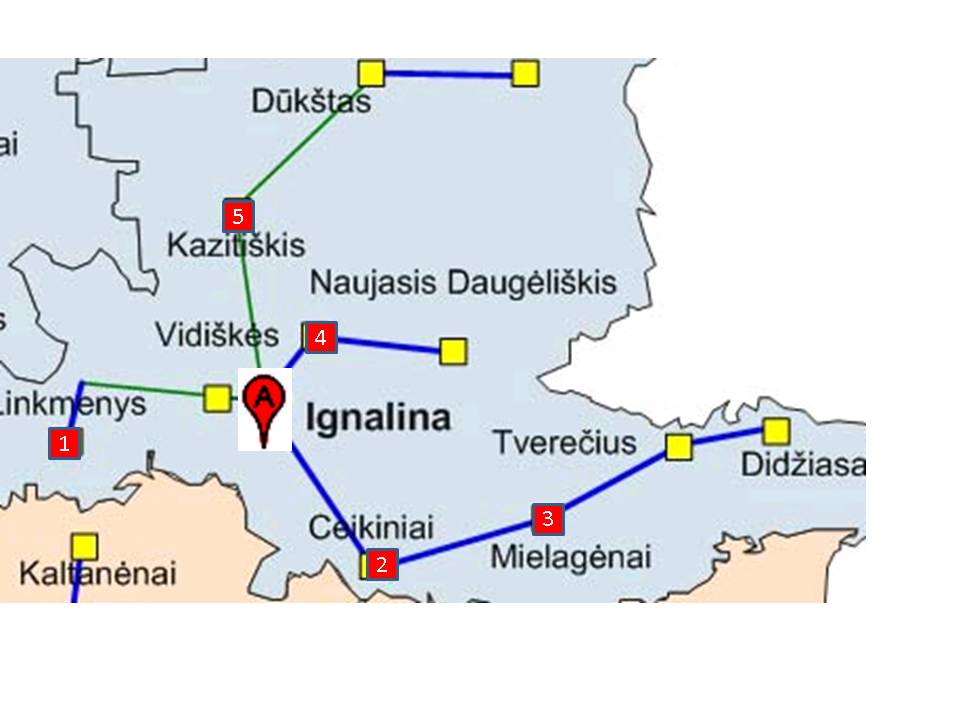 Dūkštas
ai
5
Kazitiškis
Naujasis Daugėliškis
s
Vidiškės
4
A
Linkmenys
Ignalina
1
Tverečius
Didžiasa
3
Ceikiniai
2
Mielagėnai
Kaltanėnai